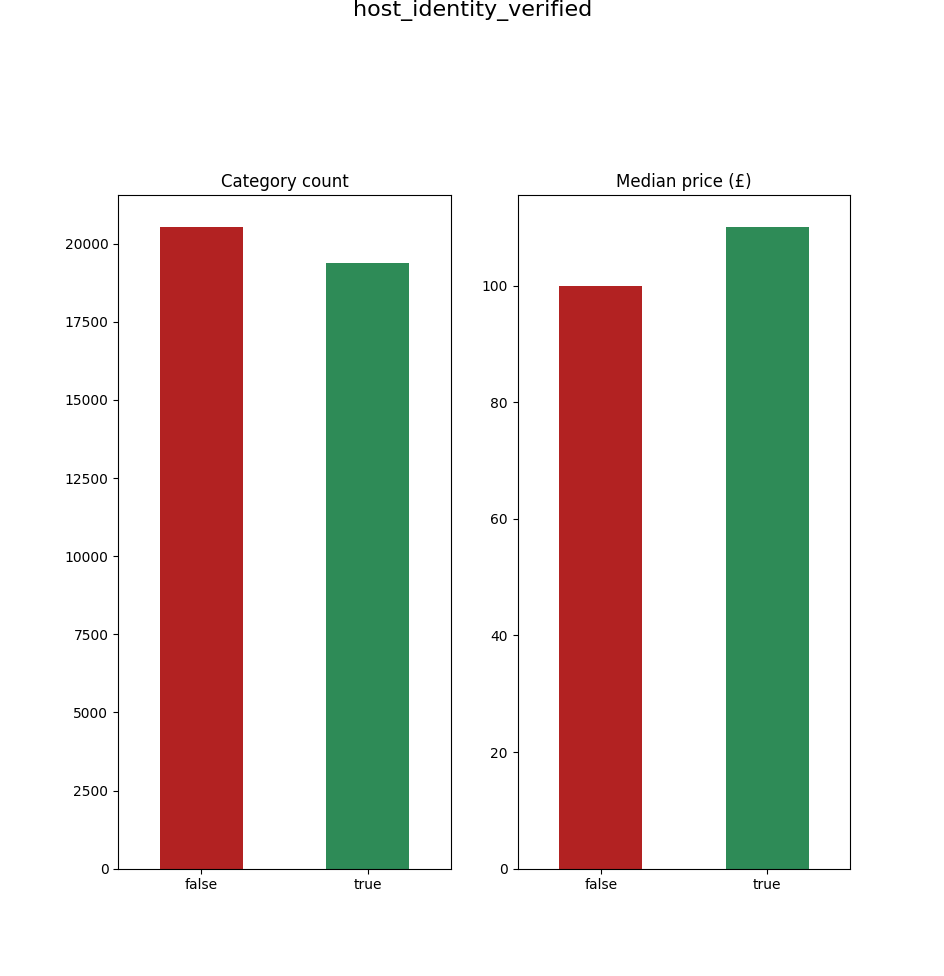 host_identity_verified
Category count
20000
17500
15000
12500
10000
7500
5000
2500
0
false
true
Median price (£)
100
80
60
40
20
0
false
true